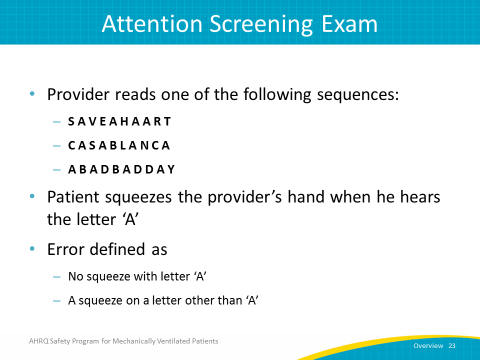 Attention Screening Exam
• Provider reads one of the following sequences:
– S A V E A H A A R T
– C A S A B L A N C A
– A B A D B A D D A Y
• Patient squeezes the provider’s hand when he hears
the letter ‘A’
• Error defined as
– No squeeze with letter ‘A’
– A squeeze on a letter other than ‘A’
AHRQ Safety Program for Mechanically Ventilated Patients
Overview 23